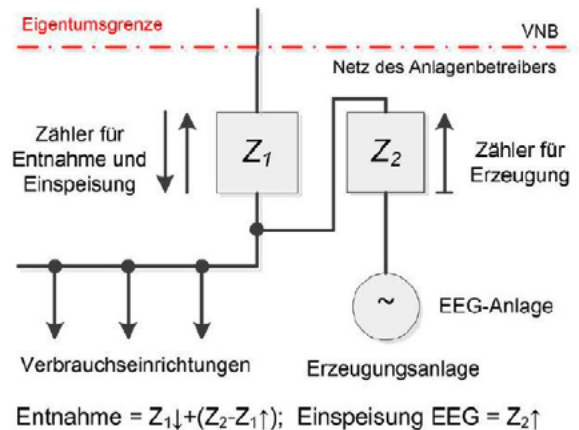 Eigentumsgrenze
VNB
Netz des Anlagenbetreibers
Zähler für
Entnahme und
Einspeisung
Z1
Z2
Zähler für
Erzeugung
~
EEG-Anlage
Verbrauchseinrichtungen
Erzeugungsanlage
Entnahme = Z1↓+(Z2-Z1↑); Einspeisung EEG = Z2↑